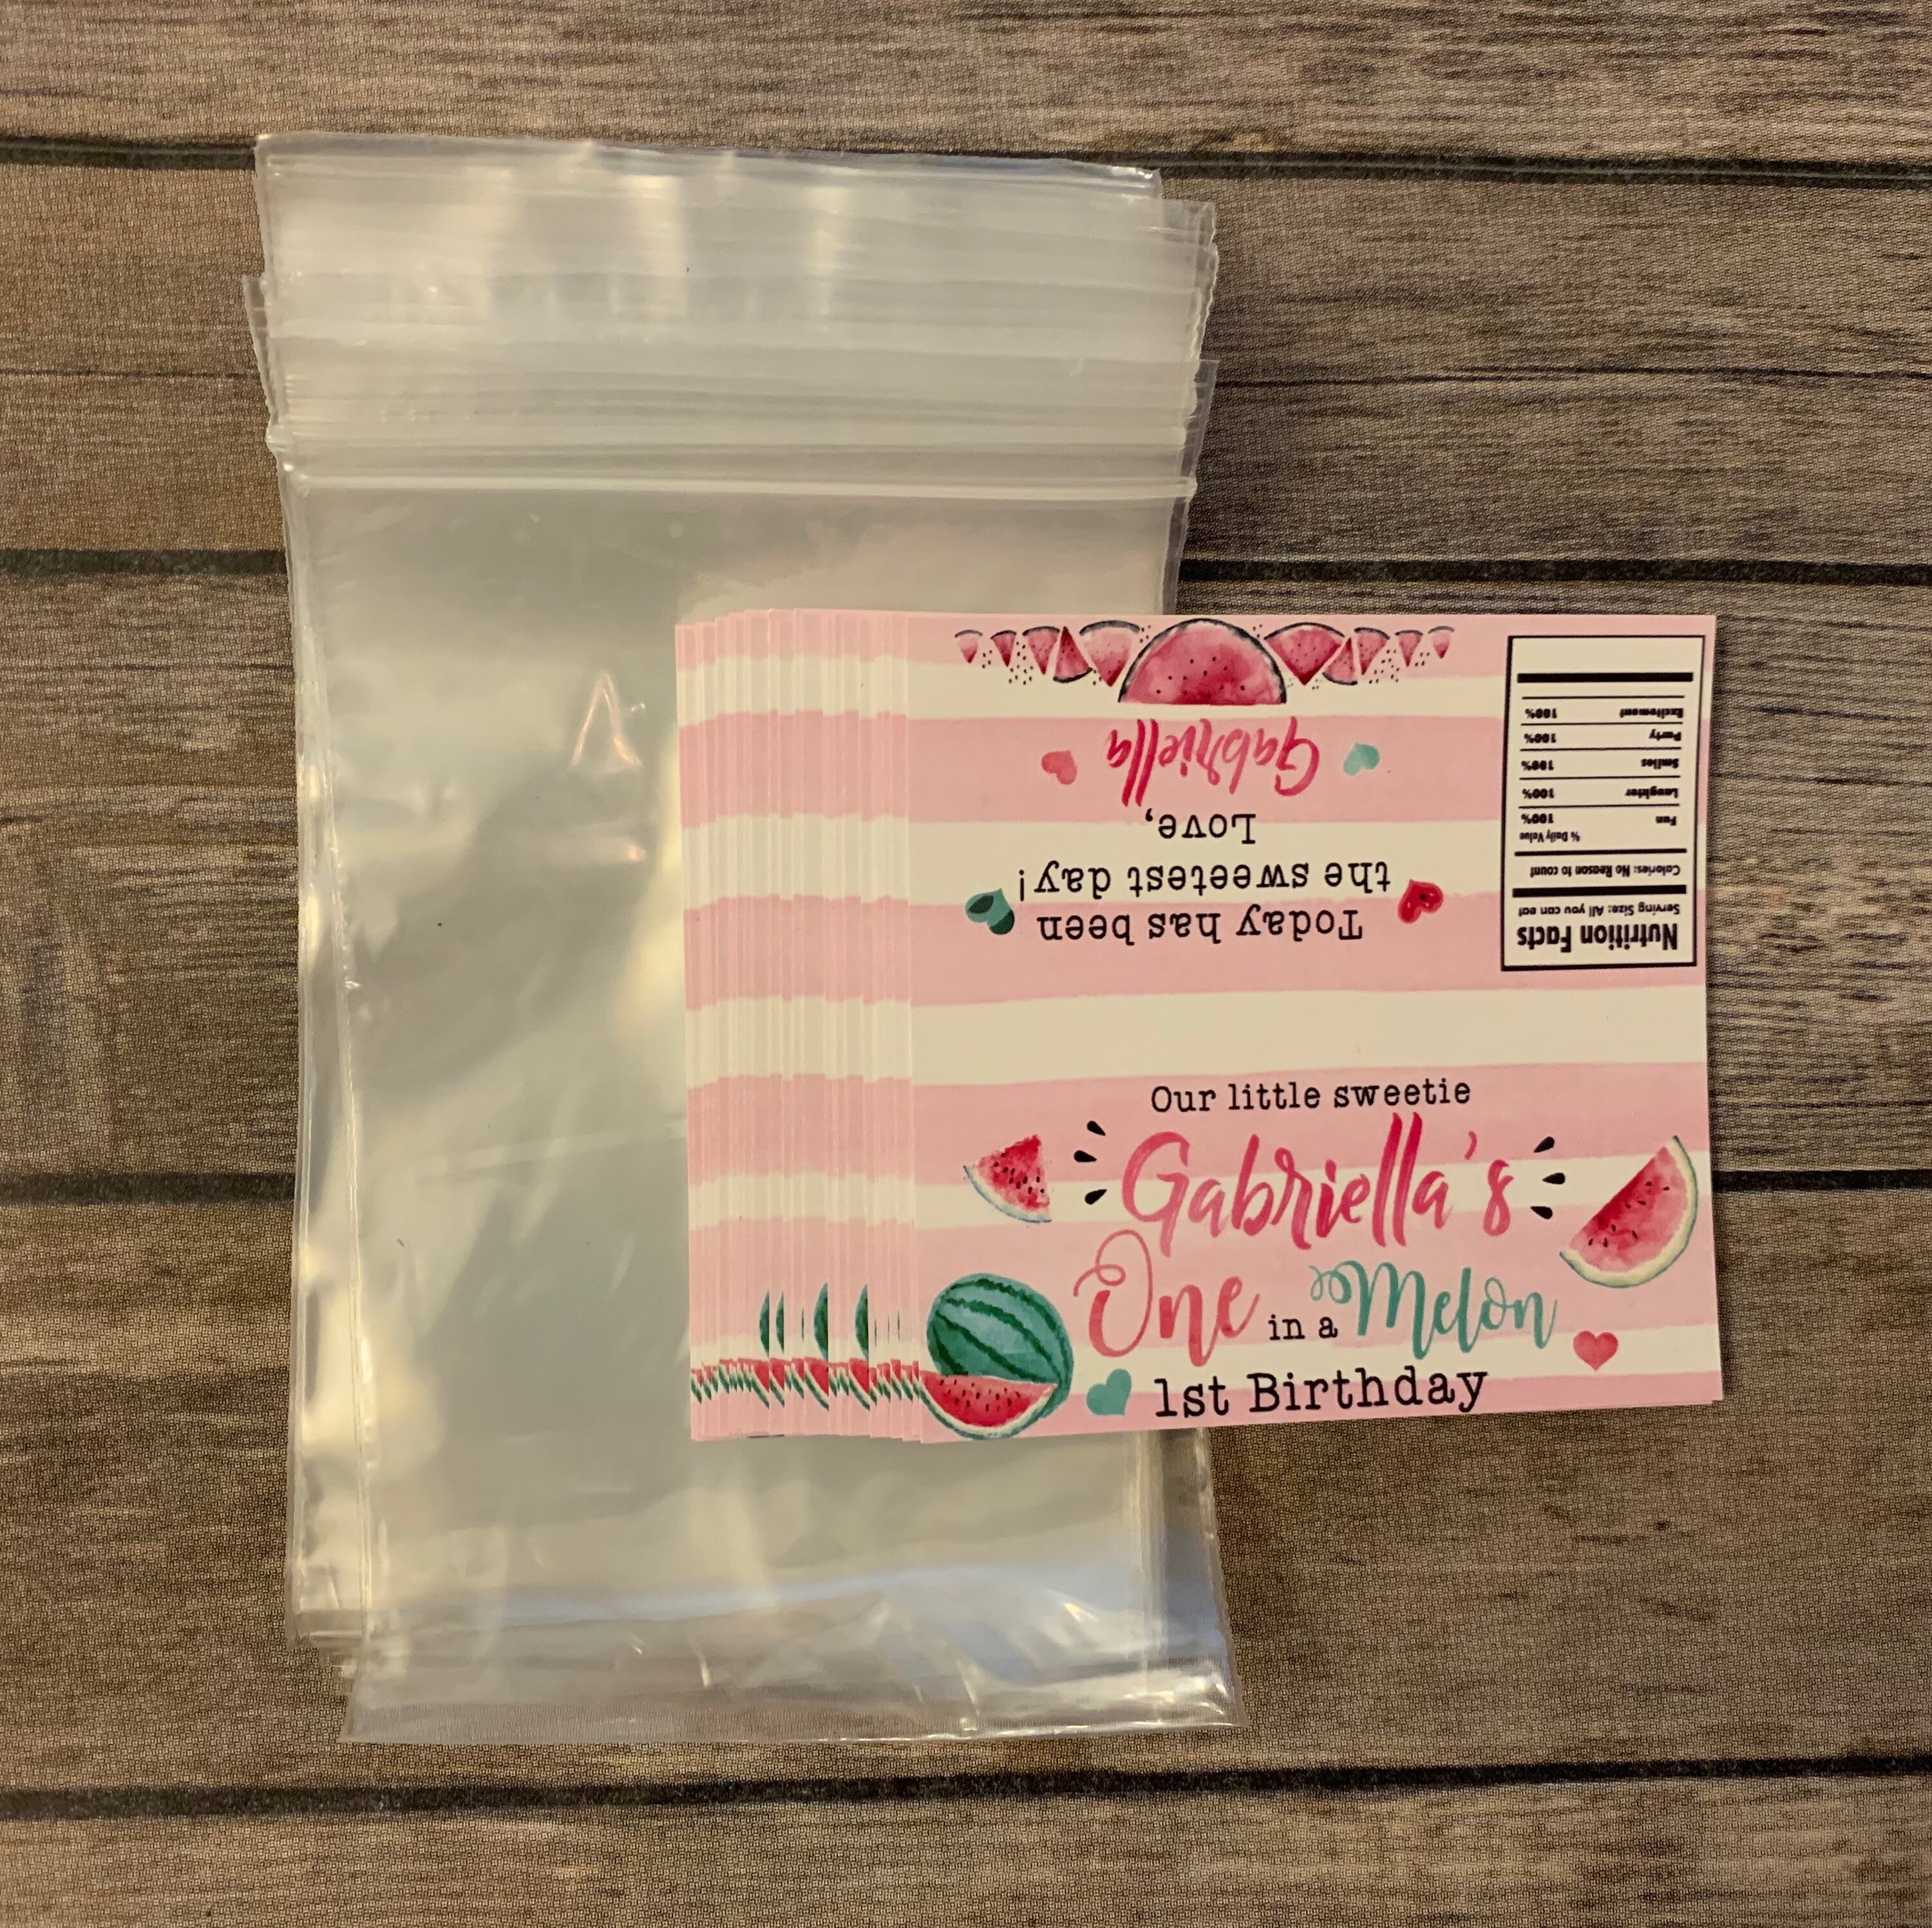 Our little sweetie
Gabriella's
One in a Melon
1st Birthday
Today has been
the sweetest day!
Love,
Gabriella
Nutrition Facts
Serving Size: All you can eat
Calories: No Reason to count
% Daily Value
Fun 100%
Laughter 100%
Smiles 100%
Party 100%
Excitement 100%